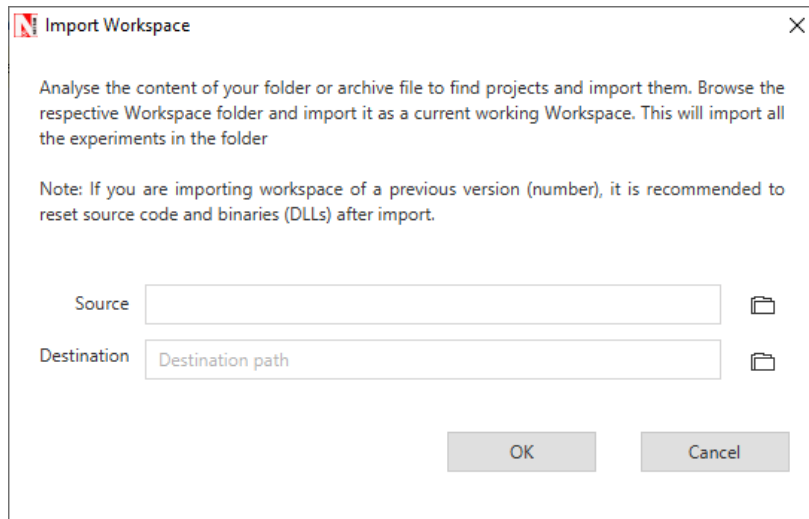 Import Workspace
Analyse the content of your folder or archive file to find projects and import them. Browse the
respective Workspace folder and import it as a current working Workspace. This will import all
the experiments in the folder
Note: If you are importing workspace of a previous version (number), it is recommended to
reset source code and binaries (DLLs) after import.
Source
Destination Destination path
OK Cancel